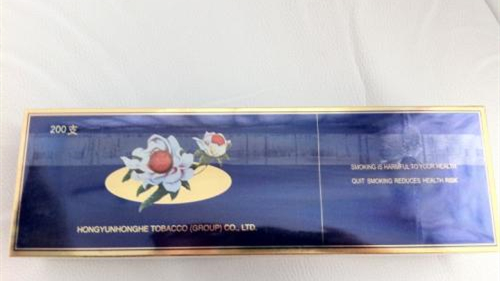 200支
SMOKING IS HARMFUL TO YOUR HEALTH
QUIT SMOKING REDUCES HEALTH RISK
HONGYUNHONGHE TOBACCO (GROUP) CO., LTD.